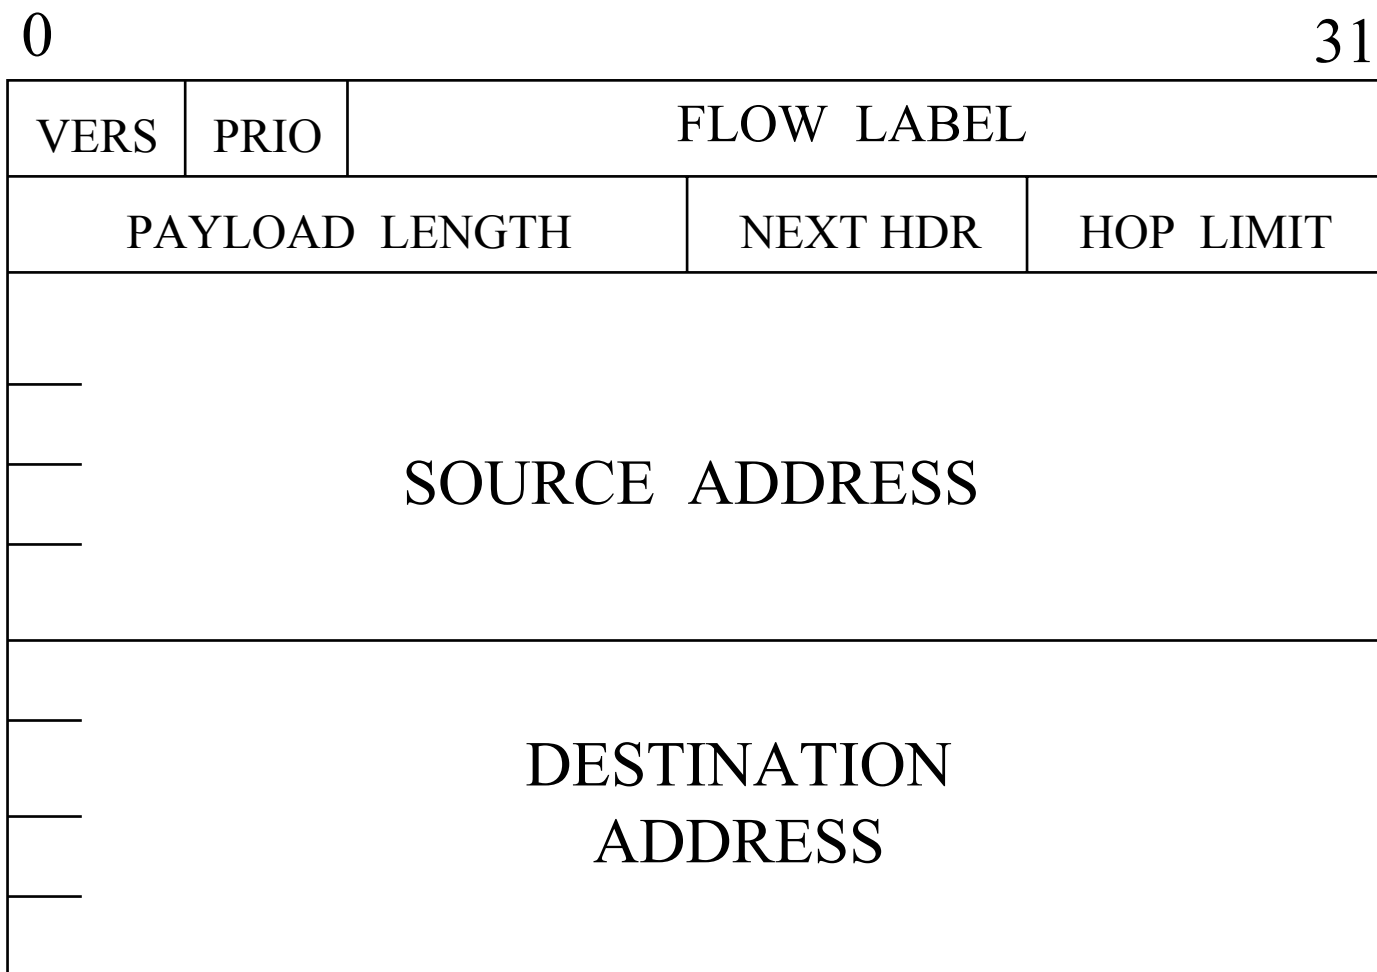 0 31
VERS PRIO FLOW LABEL
PAYLOAD LENGTH NEXT HDR HOP LIMIT
SOURCE ADDRESS
DESTINATION
ADDRESS